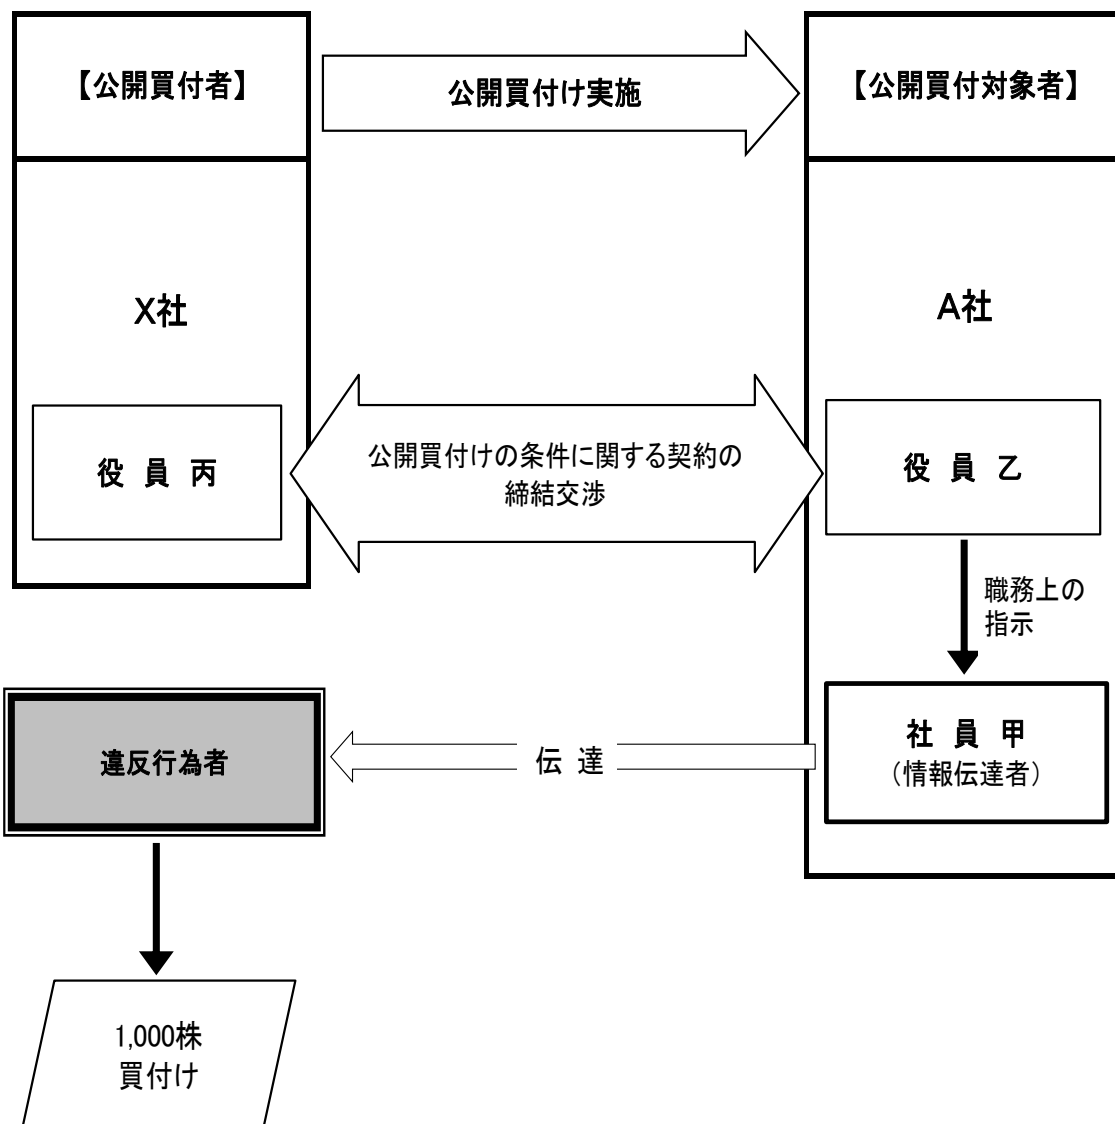 【公開買付者】
公開買付け実施
【公開買付対象者】
X社
A社
役 員 丙
公開買付けの条件に関する契約の
締結交渉
役 員 乙
職務上の
指示
違反行為者
伝 達
社 員 甲
（情報伝達者）
1,000株
買付け